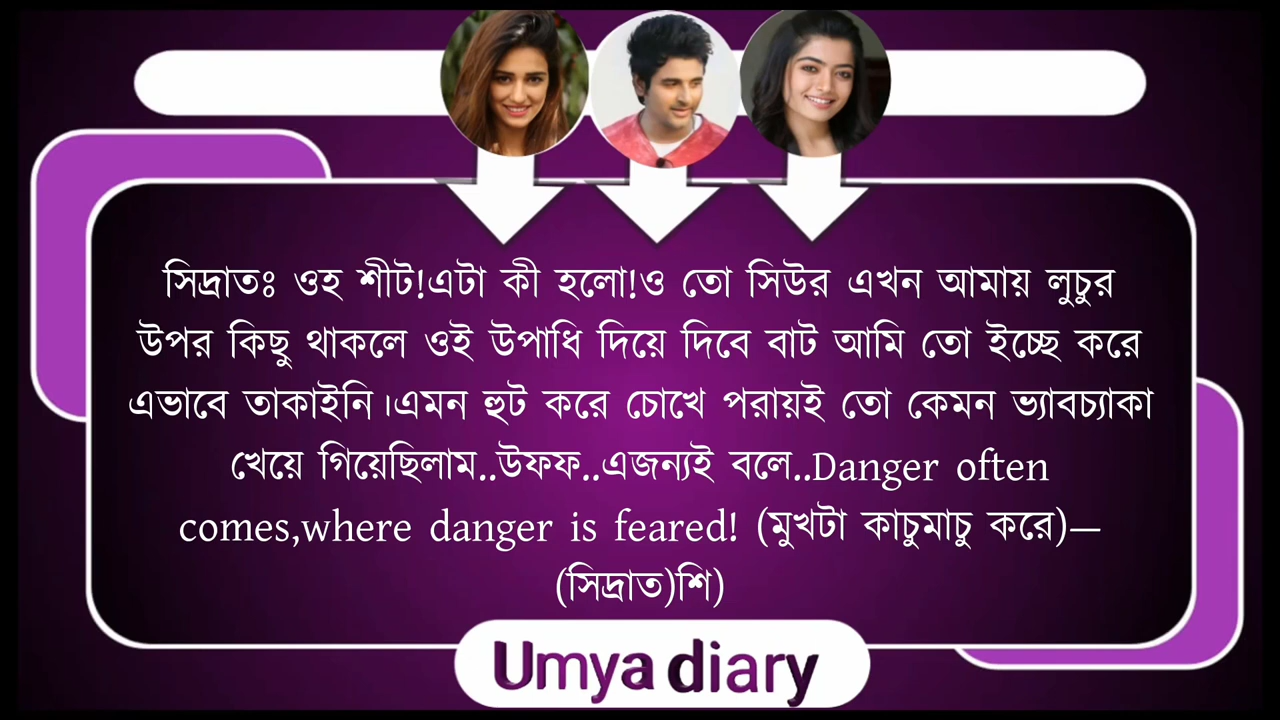 সিদ্রাতঃ ওহ শীট!এটা কী হলো!ও তো সিউর এখন আমায় লুচুর
উপর কিছু থাকলে ওই উপাধি দিয়ে দিবে বাট আমি তো ইচ্ছে করে
এভাবে তাকাইনি।এমন হুট করে চোখে পরায়ই তো কেমন ভ্যাবচ্যাকা
খেয়ে গিয়েছিলাম..উফফ..এজন্যই বলে..Danger often
comes,where danger is feared! (মুখটা কাচুমাচু করে)—
(সিদ্রাত)শি)
Umya diary